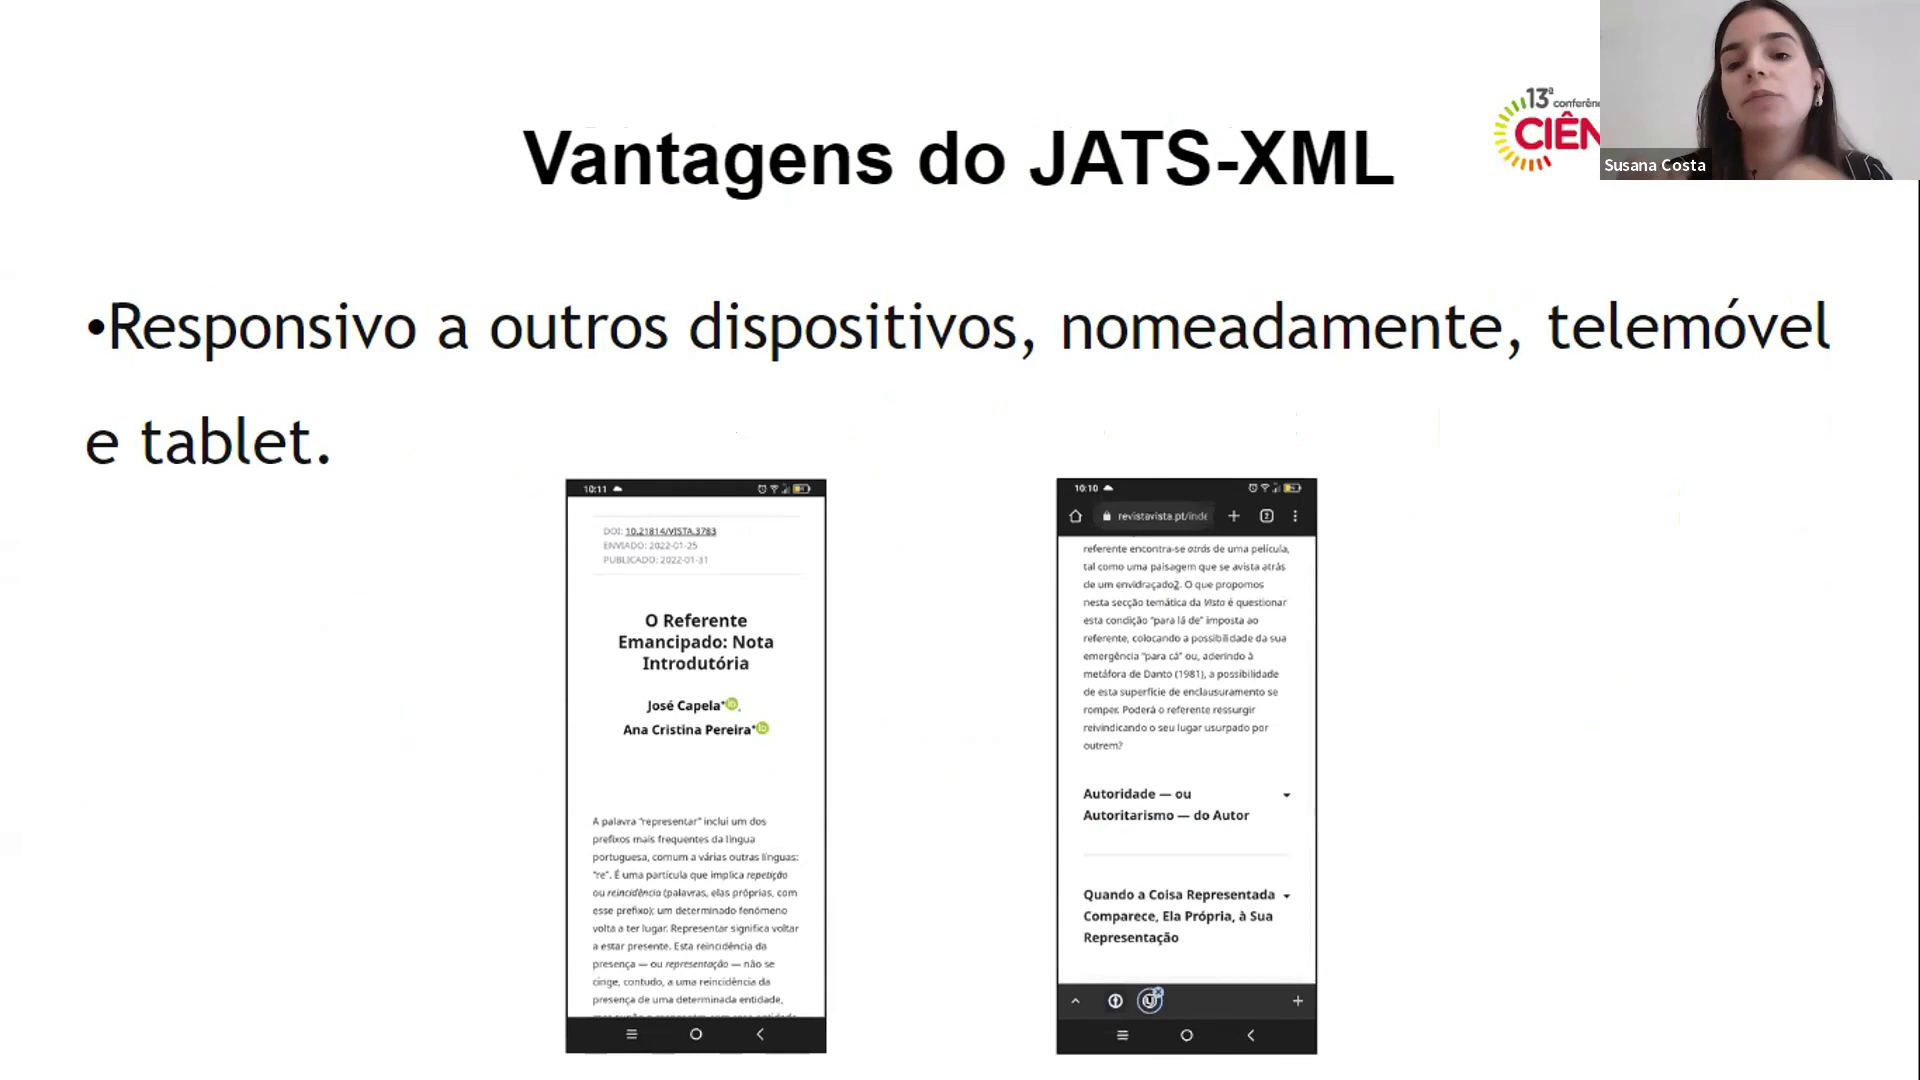 13ª conferên
CIÊN
Susana Costa
Vantagens do JATS-XML
•Responsivo a outros dispositivos, nomeadamente, telemóvel
e tablet.
10:11
DOI: 10.21814/VISTA.3783
ENVIADO: 2022-01-25
PUBLICADO: 2022-01-31
O Referente
Emancipado: Nota
Introdutória
José Capela*iD,
Ana Cristina Pereira*iD
A palavra “representar” inclui um dos
prefixos mais frequentes da língua
portuguesa, comum a várias outras línguas:
“re”. É uma partícula que implica repetição
ou reincidência (palavras, elas próprias, com
esse prefixo); um determinado fenómeno
volta a ter lugar. Representar significa voltar
a estar presente. Esta reincidência da
presença — ou representação — não se
cinge, contudo, a uma reincidência da
presença de uma determinada entidade,
10:10
revistavista.pt/inde
2
referente encontra-se atrás de uma película,
tal como uma paisagem que se avista atrás
de um envidraçado2. O que propomos
nesta secção temática da Vista é questionar
esta condição “para lá de” imposta ao
referente, colocando a possibilidade da sua
emergência “para cá” ou, aderindo à
metáfora de Danto (1981), a possibilidade
de esta superfície de enclausuramento se
romper. Poderá o referente ressurgir
reivindicando o seu lugar usurpado por
outrem?
Autoridade — ou
Autoritarismo — do Autor
Quando a Coisa Representada
Comparece, Ela Própria, à Sua
Representação